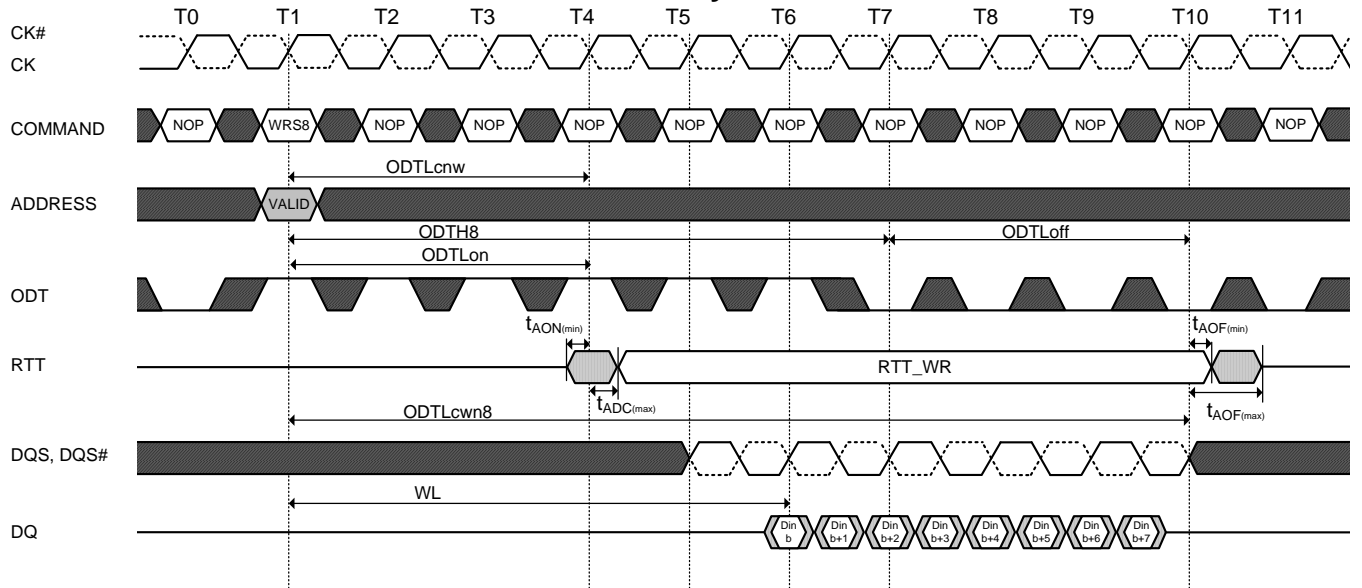 T0 T1 T2 T3 T4 T5 T6 T7 T8 T9 T10 T11
CK#
CK
COMMAND NOP WRS8 NOP NOP NOP NOP NOP NOP NOP NOP NOP NOP
ODTLcnw
ADDRESS VALID
ODTH8 ODTLoff
ODTLon
ODT
tAON(min) tAOF(min)
RTT RTT_WR
tADC(max) tAOF(max)
ODTLcwn8
DQS, DQS#
WL
DQ Din b Din b+1 Din b+2 Din b+3 Din b+4 Din b+5 Din b+6 Din b+7